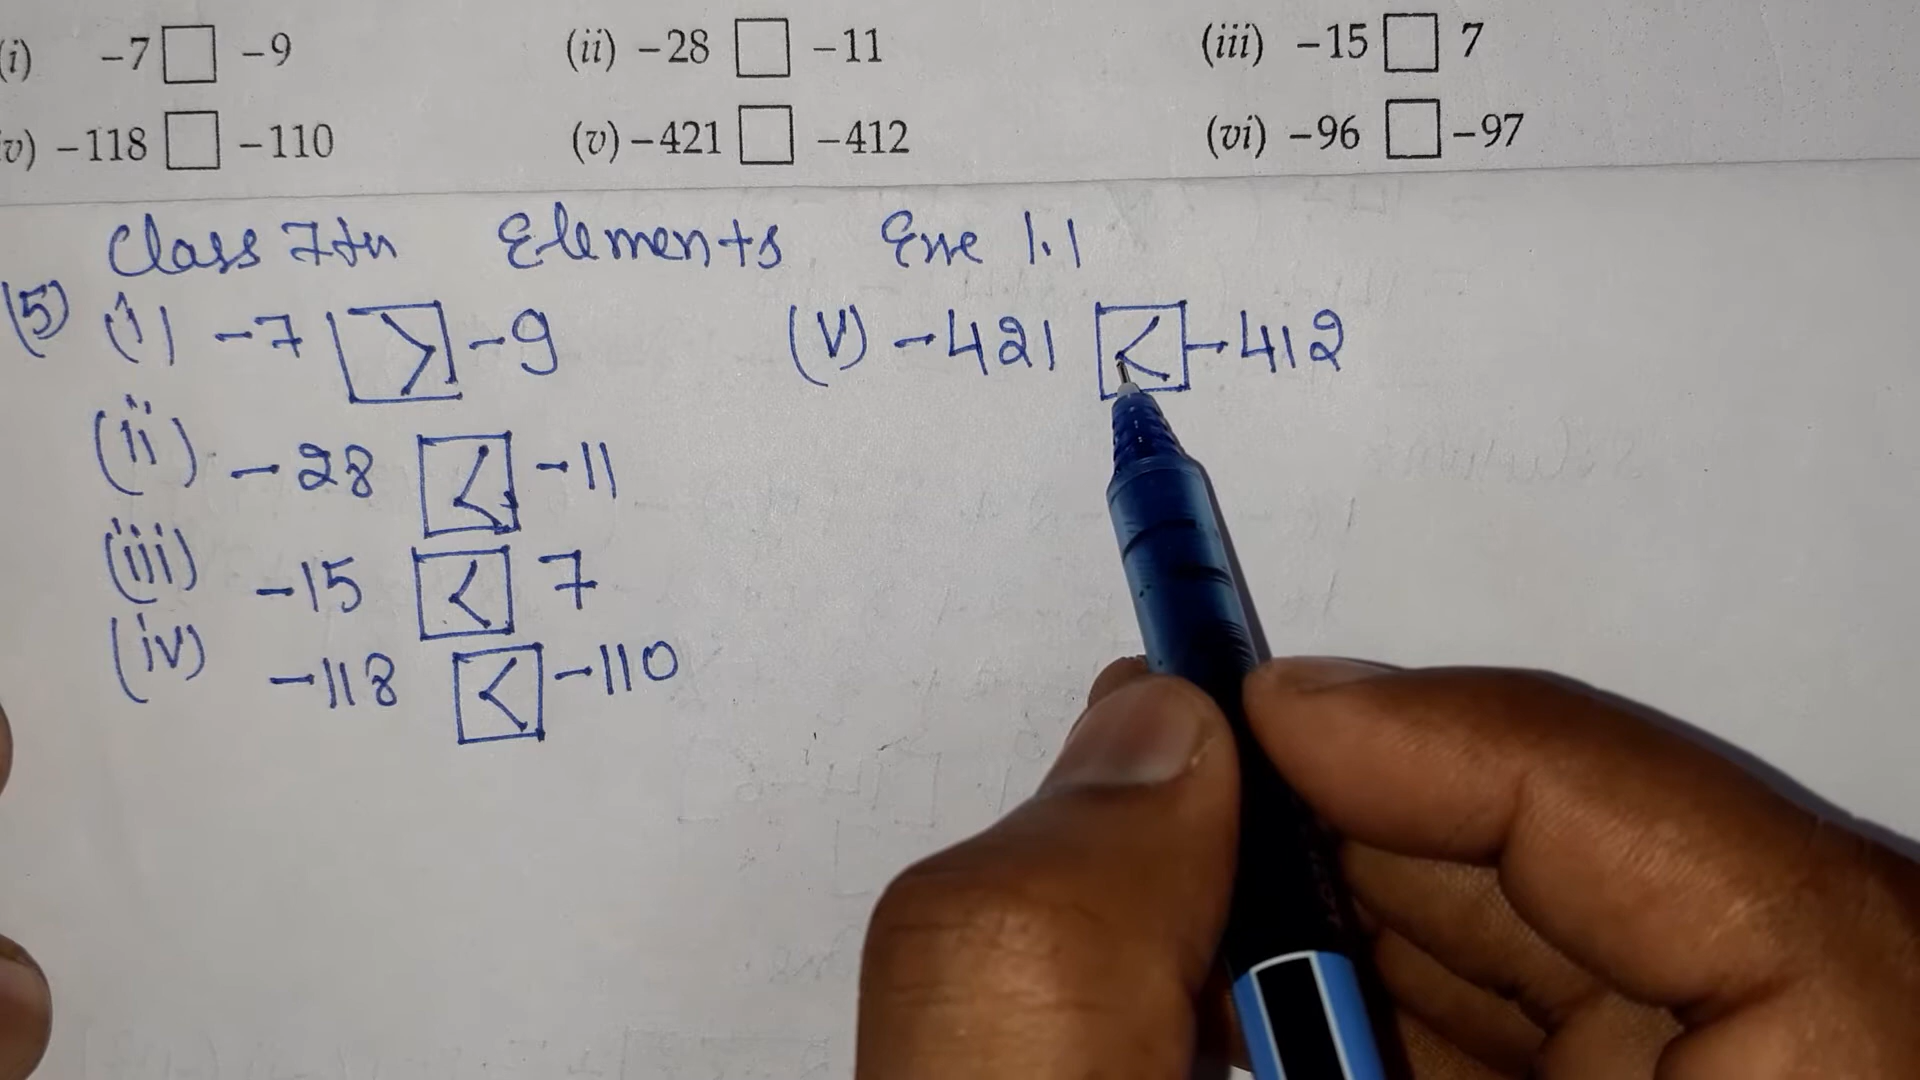 (i) -7 □ -9 (ii) -28 □ -11 (iii) -15 □ 7
v) -118 □ -110 (v) -421 □ -412 (vi) -96 □ -97
Class 7th Elements Exe 1.1
(5) (i) -7 > -9 (V) -421 < -412
(ii) -28 < -11
(iii) -15 < 7
(iv) -118 < -110